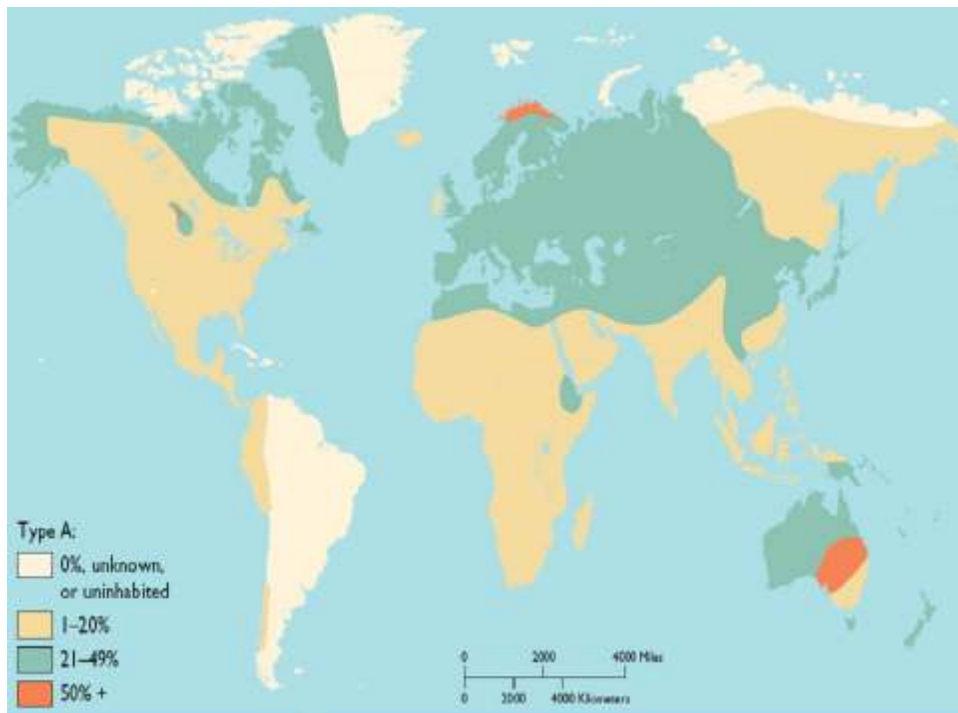 Type A:
0%, unknown,
or uninhabited
1–20%
21–49%
50% +
0 2000 4000 Miles
0 2000 4000 Kilometers